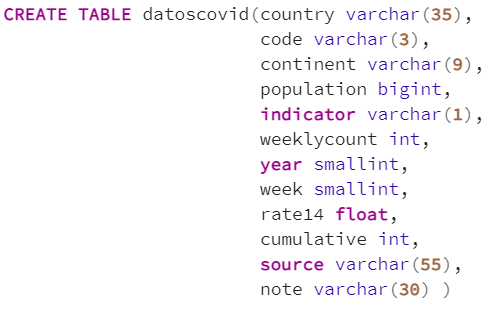 CREATE TABLE datoscovid(country varchar(35),
code varchar(3),
continent varchar(9),
population bigint,
indicator varchar(1),
weeklycount int,
year smallint,
week smallint,
rate14 float,
cumulative int,
source varchar(55),
note varchar(30) )